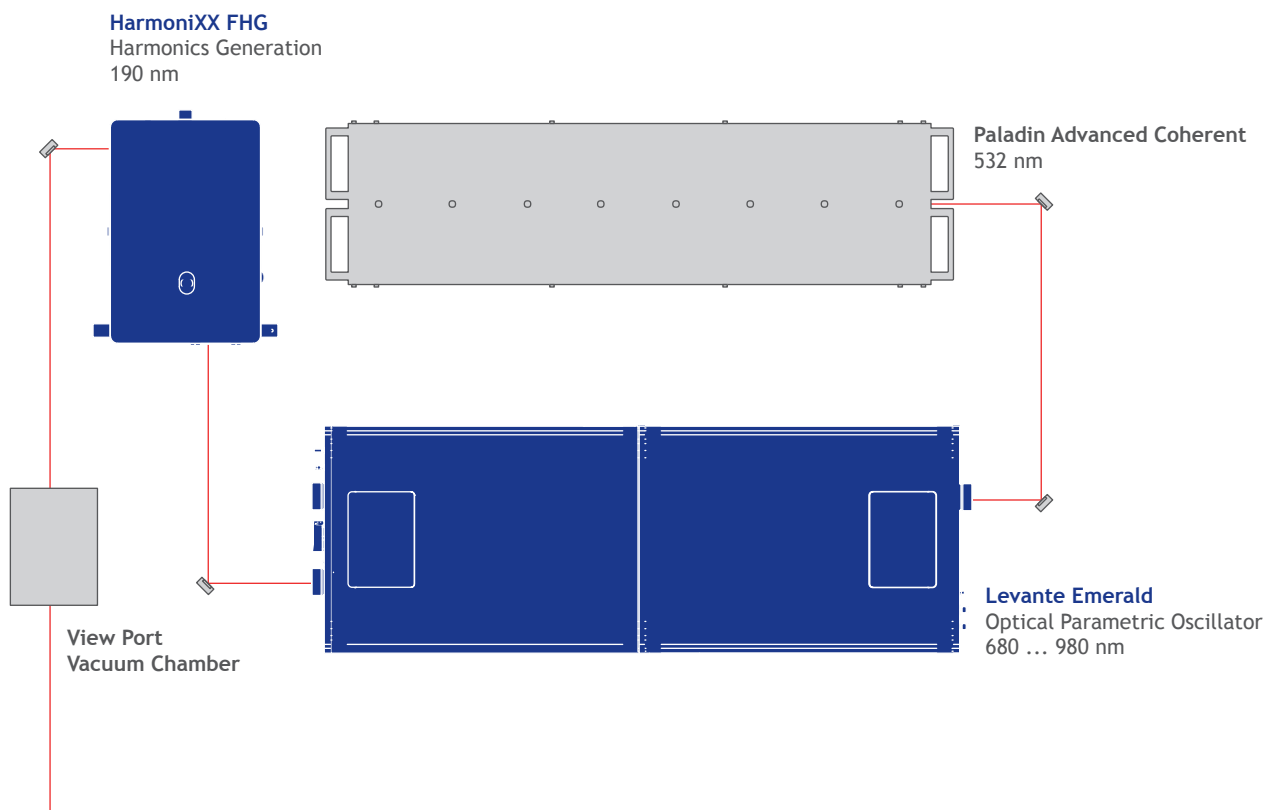 HarmoniXX FHG
Harmonics Generation
190 nm
Paladin Advanced Coherent
532 nm
Levante Emerald
Optical Parametric Oscillator
680 ... 980 nm
View Port
Vacuum Chamber